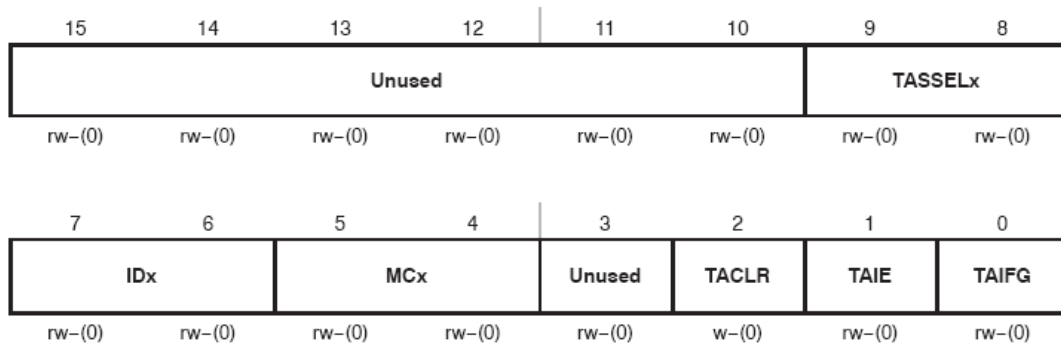 15 14 13 12 11 10 9 8
Unused TASSELx
rw–(0) rw–(0) rw–(0) rw–(0) rw–(0) rw–(0) rw–(0) rw–(0)
7 6 5 4 3 2 1 0
IDx MCx Unused TACLR TAIE TAIFG
rw–(0) rw–(0) rw–(0) rw–(0) rw–(0) w–(0) rw–(0) rw–(0)